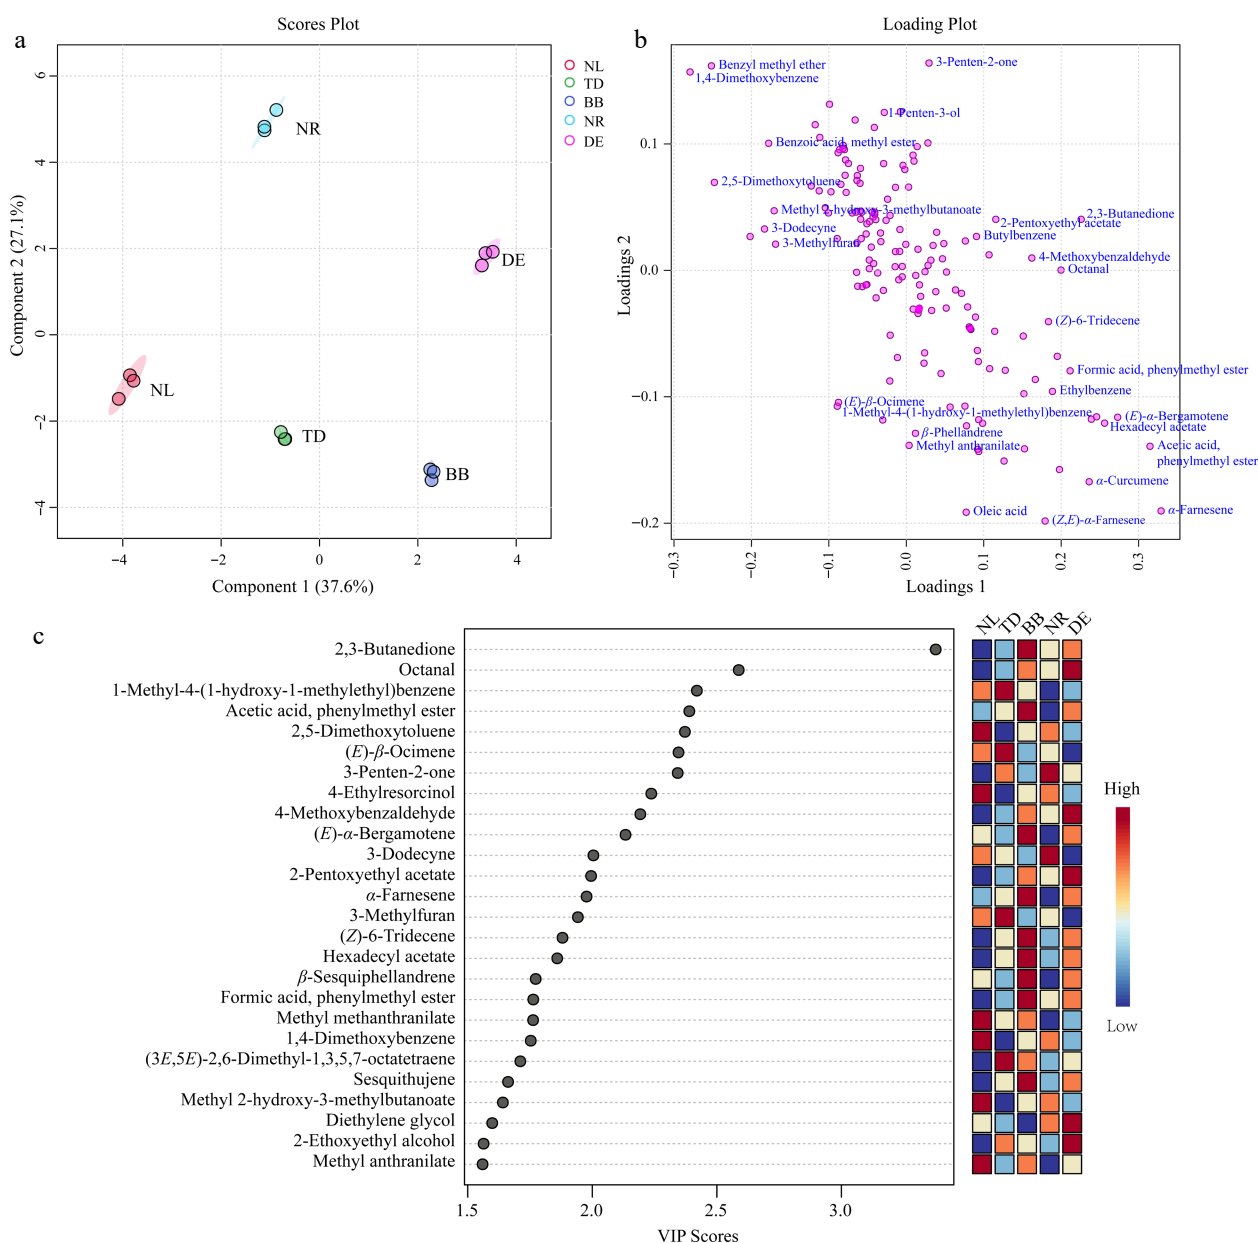 a
Scores Plot
6
4
2
0
−2
−4
Component 2 (27.1%)
NR
DE
NL
TD
BB
−4
−2
0
2
4
Component 1 (37.6%)
NL
TD
BB
NR
DE
b
Loading Plot
Loadings 2
0.1
0.0
−0.1
−0.2
Benzyl methyl ether
1,4-Dimethoxybenzene
3-Penten-2-one
1-Penten-3-ol
Benzoic acid, methyl ester
2,5-Dimethoxytoluene
Methyl 2-hydroxy-3-methylbutanoate
3-Dodecyne
3-Methylfuran
2,3-Butanedione
2-Pentoxyethyl acetate
Butylbenzene
4-Methoxybenzaldehyde
Octanal
(Z)-6-Tridecene
Formic acid, phenylmethyl ester
Ethylbenzene
(E)-β-Ocimene
1-Methyl-4-(1-hydroxy-1-methylethyl)benzene
(E)-α-Bergamotene
Hexadecyl acetate
β-Phellandrene
Methyl anthranilate
Acetic acid,
phenylmethyl ester
α-Curcumene
Oleic acid
(Z,E)-α-Farnesene
α-Farnesene
−0.3
−0.2
−0.1
0.0
0.1
0.2
0.3
Loadings 1
c
NL
TD
BB
NR
DE
2,3-Butanedione
Octanal
1-Methyl-4-(1-hydroxy-1-methylethyl)benzene
Acetic acid, phenylmethyl ester
2,5-Dimethoxytoluene
(E)-β-Ocimene
3-Penten-2-one
4-Ethylresorcinol
4-Methoxybenzaldehyde
(E)-α-Bergamotene
3-Dodecyne
2-Pentoxyethyl acetate
α-Farnesene
3-Methylfuran
(Z)-6-Tridecene
Hexadecyl acetate
β-Sesquiphellandrene
Formic acid, phenylmethyl ester
Methyl methanthranilate
1,4-Dimethoxybenzene
(3E,5E)-2,6-Dimethyl-1,3,5,7-octatetraene
Sesquithujene
Methyl 2-hydroxy-3-methylbutanoate
Diethylene glycol
2-Ethoxyethyl alcohol
Methyl anthranilate
1.5
2.0
2.5
3.0
VIP Scores
High
Low